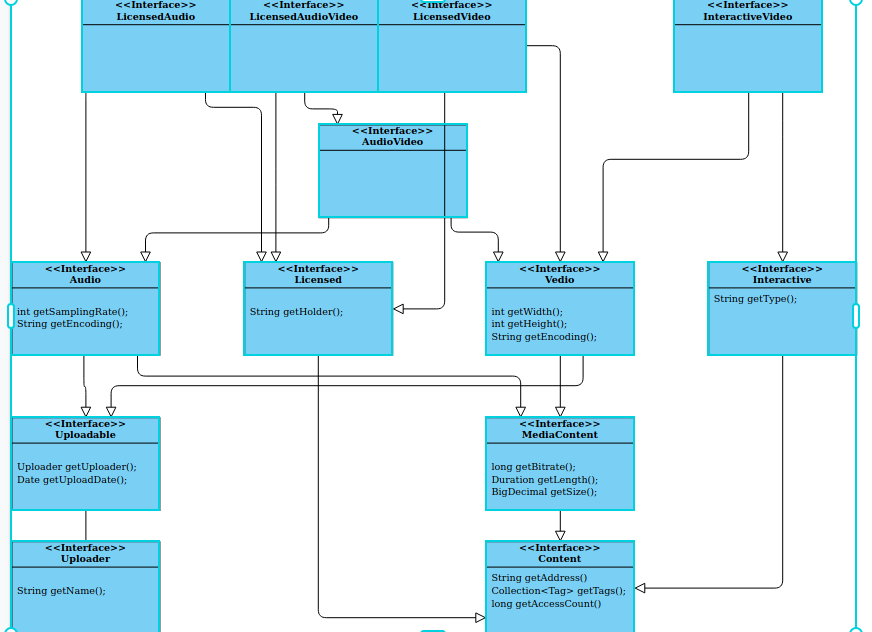 <<Interface>>
LicensedAudio
<<Interface>>
LicensedAudioVideo
<<Interface>>
LicensedVideo
<<Interface>>
InteractiveVideo
<<Interface>>
AudioVideo
<<Interface>>
Audio
int getSamplingRate();
String getEncoding();
<<Interface>>
Licensed
String getHolder();
<<Interface>>
Vedio
int getWidth();
int getHeight();
String getEncoding();
<<Interface>>
Interactive
String getType();
<<Interface>>
Uploadable
Uploader getUploader();
Date getUploadDate();
<<Interface>>
MediaContent
long getBitrate();
Duration getLength();
BigDecimal getSize();
<<Interface>>
Uploader
String getName();
<<Interface>>
Content
String getAddress()
Collection<Tag> getTags();
long getAccessCount()